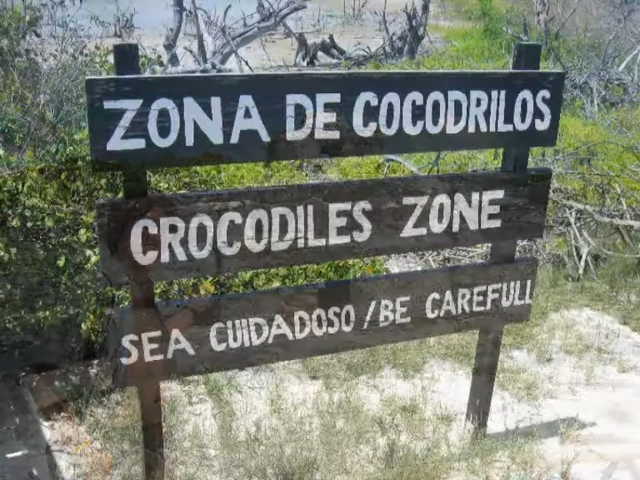 ZONA DE COCODRILOS
CROCODILES ZONE
SEA CUIDADOSO / BE CAREFULL